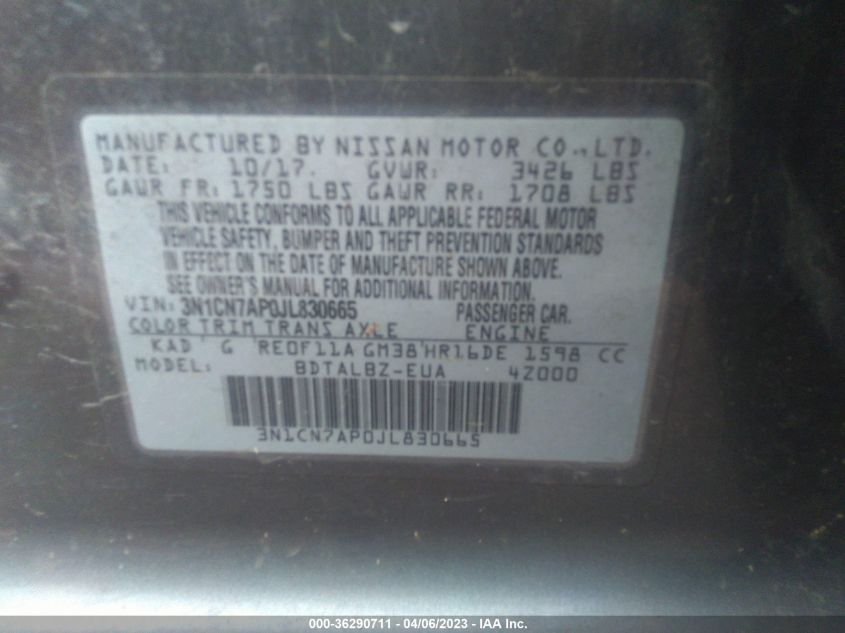 MANUFACTURED BY NISSAN MOTOR CO., LTD.
DATE: 10/17. GVWR: 3426 LBS
GAWR FR: 1750 LBS GAWR RR: 1708 LBS
THIS VEHICLE CONFORMS TO ALL APPLICABLE FEDERAL MOTOR
VEHICLE SAFETY, BUMPER AND THEFT PREVENTION STANDARDS
IN EFFECT ON THE DATE OF MANUFACTURE SHOWN ABOVE.
SEE OWNER'S MANUAL FOR ADDITIONAL INFORMATION.
VIN: 3N1CN7AP0JL830665 PASSENGER CAR.
COLOR TRIM TRANS AXLE ENGINE
KAD G RE0F11A GM38 HR16DE 1598 CC
MODEL: BDTALBZ-EUA 4Z000
3N1CN7AP0JL830665
000-36290711 - 04/06/2023 - IAA Inc.